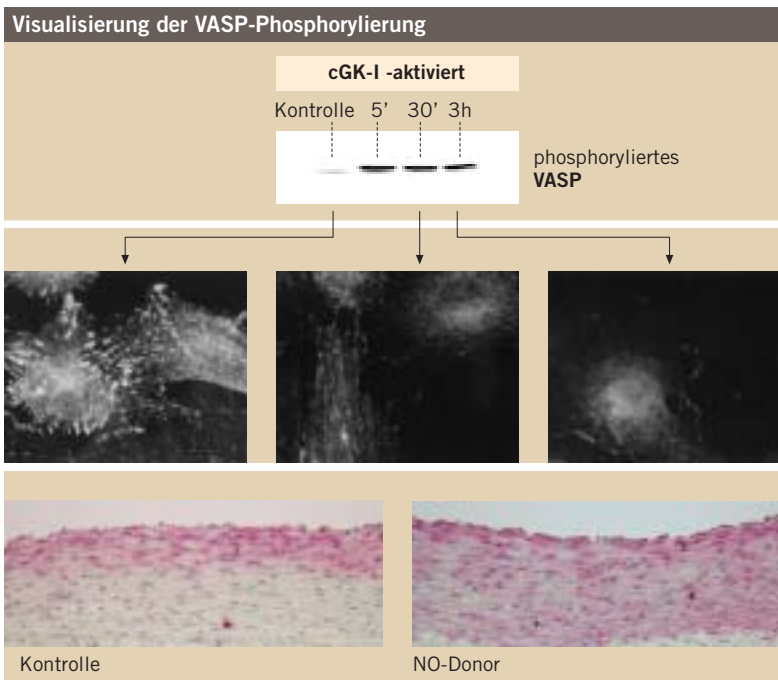 Visualisierung der VASP-Phosphorylierung
cGK-I -aktiviert
Kontrolle 5’ 30’ 3h
phosphoryliertes
VASP
Kontrolle
NO-Donor